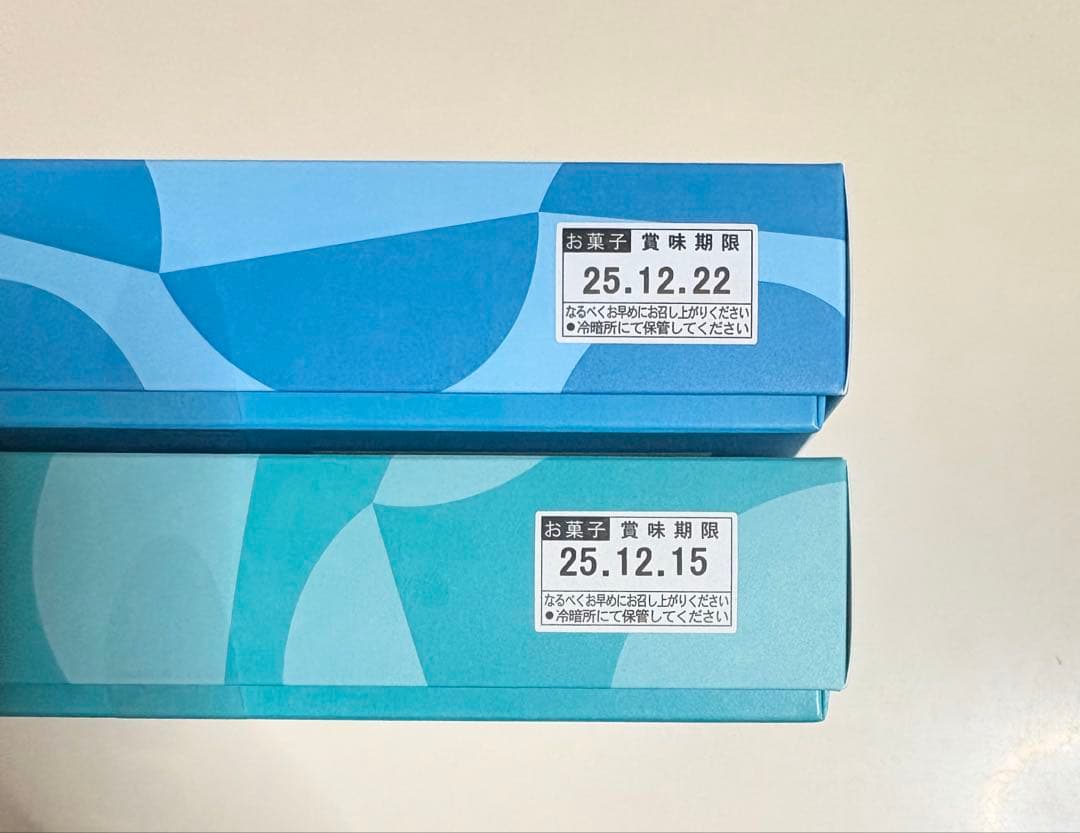 お菓子 賞味期限
25.12.22
なるべくお早めにお召し上がりください
●冷暗所にて保管してください
お菓子 賞味期限
25.12.15
なるべくお早めにお召し上がりください
●冷暗所にて保管してください